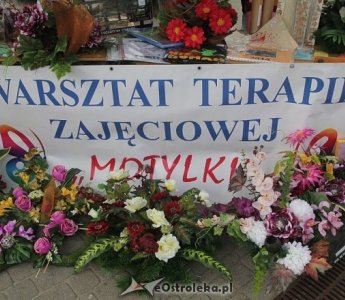 WARSZTAT TERAPII
ZAJĘCIOWEJ
MOTYLKI
eOstroleka.pl